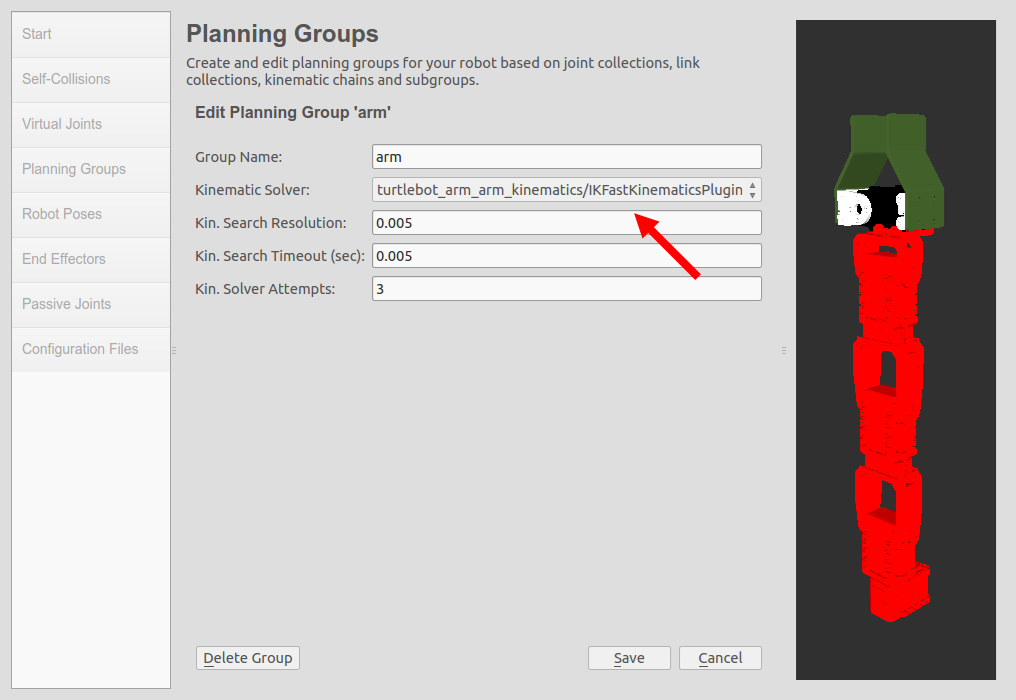 Start
Self-Collisions
Virtual Joints
Planning Groups
Robot Poses
End Effectors
Passive Joints
Configuration Files
Planning Groups
Create and edit planning groups for your robot based on joint collections, link
collections, kinematic chains and subgroups.
Edit Planning Group 'arm'
Group Name: arm
Kinematic Solver: turtlebot_arm_arm_kinematics/IKFastKinematicsPlugin
Kin. Search Resolution: 0.005
Kin. Search Timeout (sec): 0.005
Kin. Solver Attempts: 3
Delete Group Save Cancel